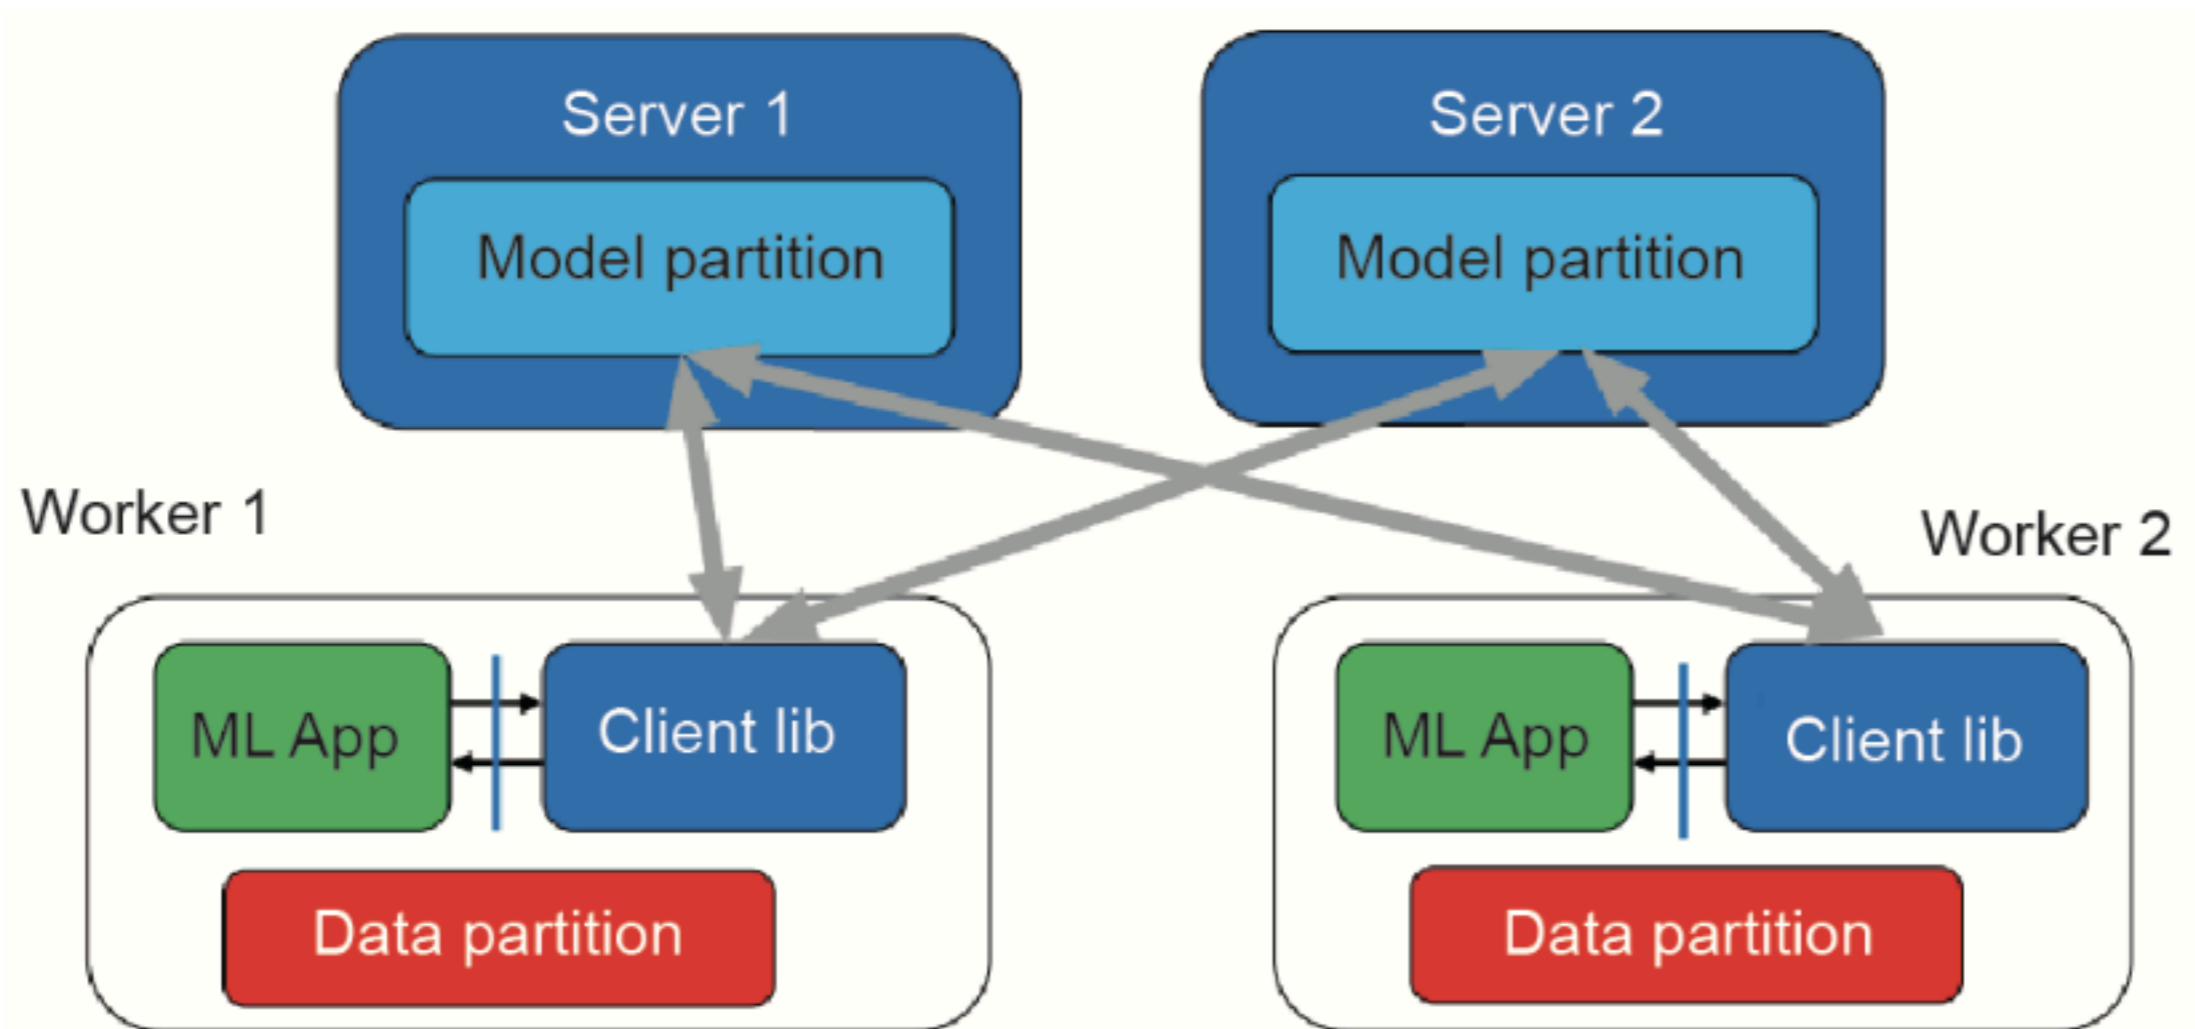 Server 1
Server 2
Model partition
Model partition
Worker 1
Worker 2
ML App
Client lib
ML App
Client lib
Data partition
Data partition